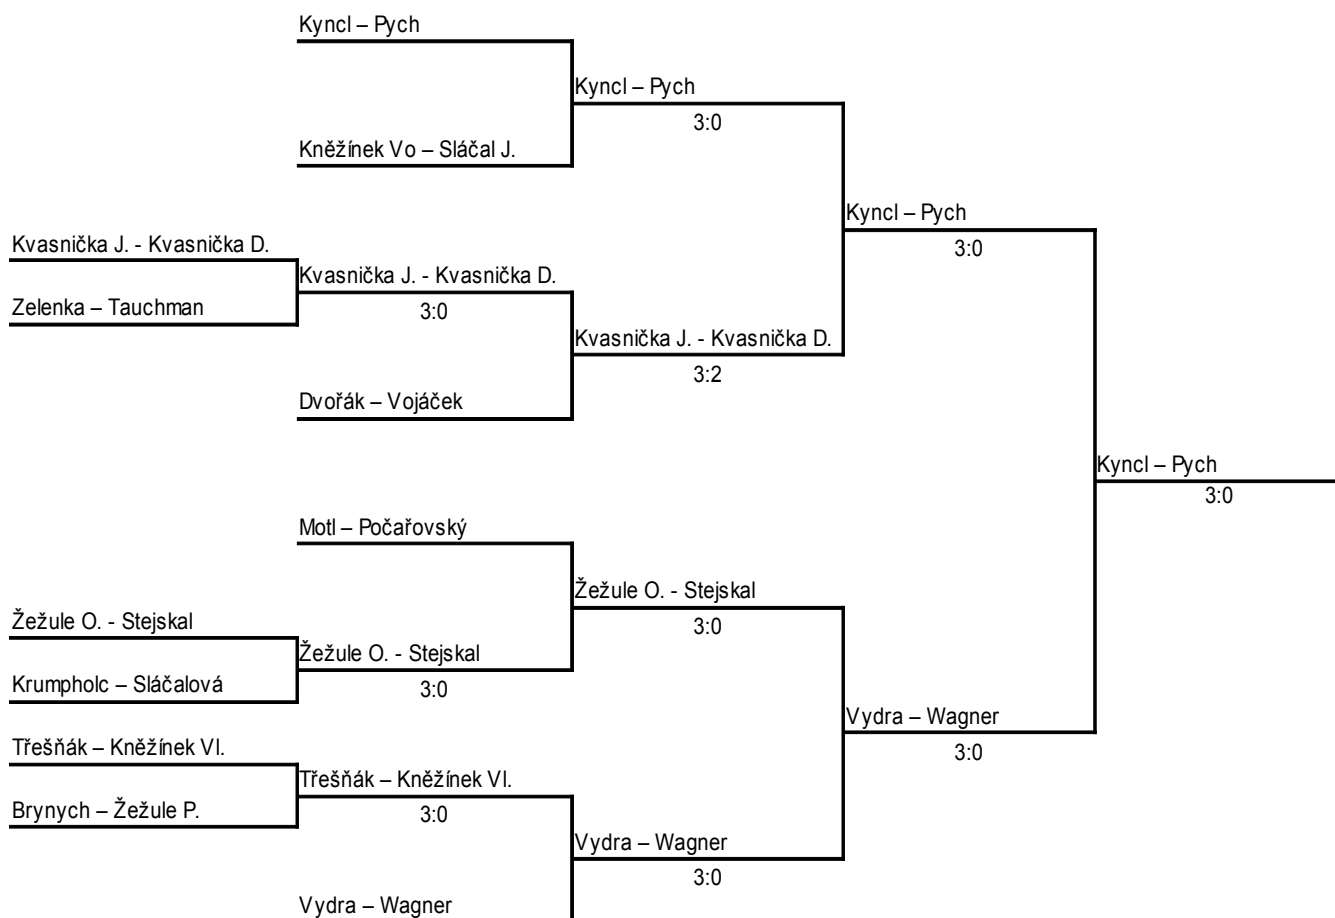 Kyncl – Pych
Kyncl – Pych
3:0
Kněžínek Vo – Sláčal J.
Kyncl – Pych
3:0
Kvasnička J. - Kvasnička D.
Kvasnička J. - Kvasnička D.
3:0
Zelenka – Tauchman
Kvasnička J. - Kvasnička D.
3:2
Dvořák – Vojáček
Kyncl – Pych
3:0
Motl – Počařovský
Žežule O. - Stejskal
3:0
Žežule O. - Stejskal
Žežule O. - Stejskal
3:0
Krumpholc – Sláčalová
Vydra – Wagner
3:0
Třešňák – Kněžínek Vl.
Třešňák – Kněžínek Vl.
3:0
Brynych – Žežule P.
Vydra – Wagner
3:0
Vydra – Wagner